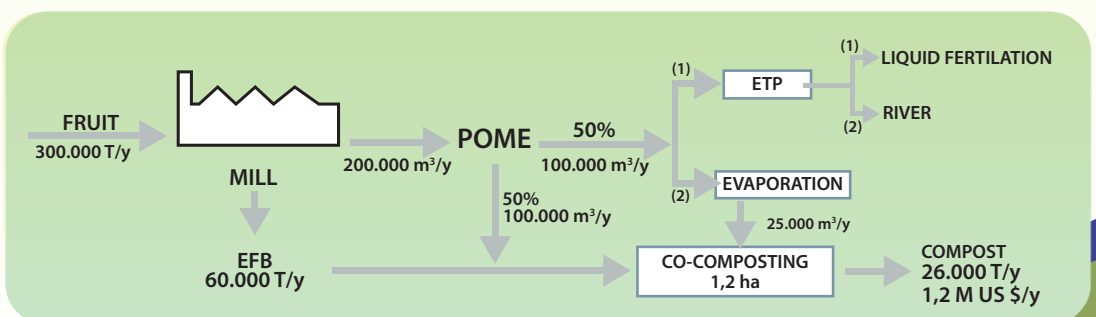 FRUIT
300.000 T/y
MILL
200.000 m³/y
POME
50%
100.000 m³/y
50%
100.000 m³/y
(1)
ETP
(1)
LIQUID FERTILATION
(2)
RIVER
(2)
EVAPORATION
25.000 m³/y
EFB
60.000 T/y
CO-COMPOSTING
1,2 ha
COMPOST
26.000 T/y
1,2 M US $/y